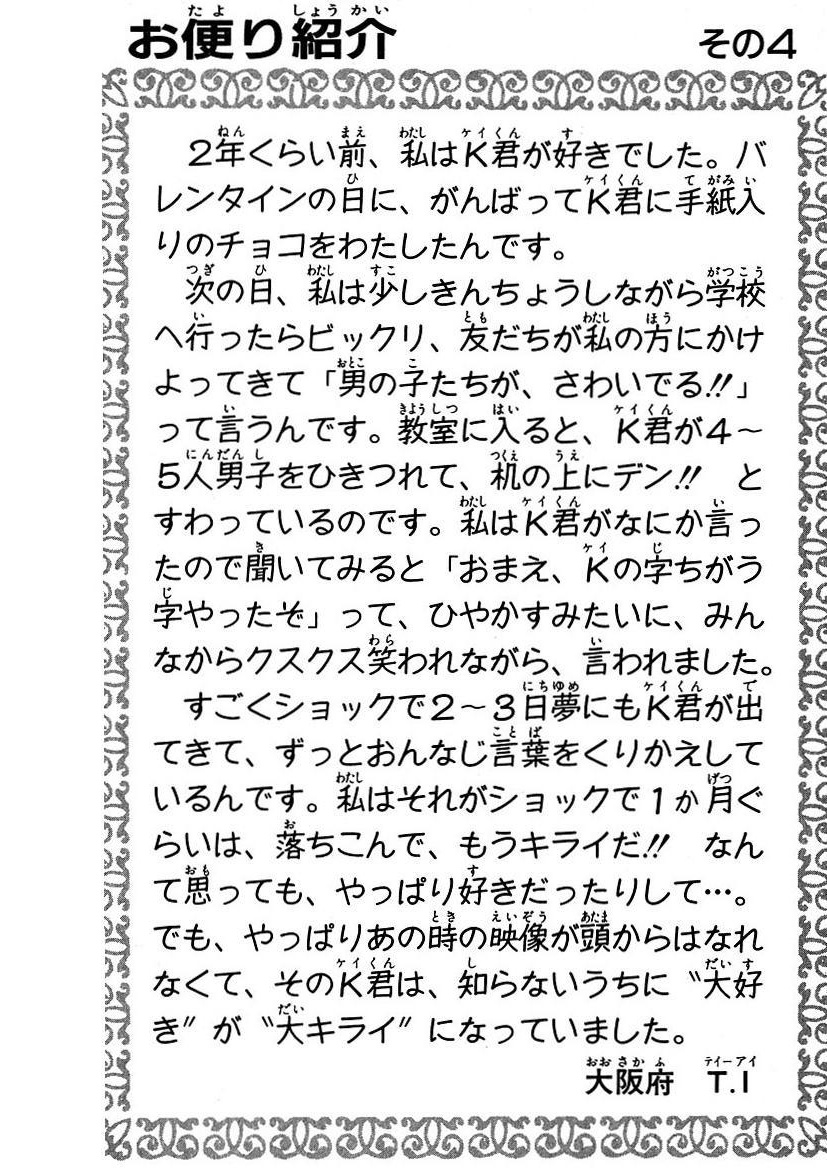 お便り紹介
その4
2年くらい前、私はK君が好きでした。バ
レンタインの日に、がんばってK君に手紙入
りのチョコをわたしたんです。
次の日、私は少しきんちょうしながら学校
へ行ったらビックリ、友だちが私の方にかけ
よってきて「男の子たちが、さわいでる!!」
って言うんです。教室に入ると、K君が4～
5人男子をひきつれて、机の上にデン!!　と
すわっているのです。私はK君がなにか言っ
たので聞いてみると「おまえ、Kの字ちがう
字やったぞ」って、ひやかすみたいに、みん
なからクスクス笑われながら、言われました。
すごくショックで2～3日夢にもK君が出
てきて、ずっとおんなじ言葉をくりかえして
いるんです。私はそれがショックで1か月ぐ
らいは、落ちこんで、もうキライだ!!　なん
て思っても、やっぱり好きだったりして…。
でも、やっぱりあの時の映像が頭からはなれ
なくて、そのK君は、知らないうちに〝大好
き〟が〝大キライ〟になっていました。
大阪府　T.I